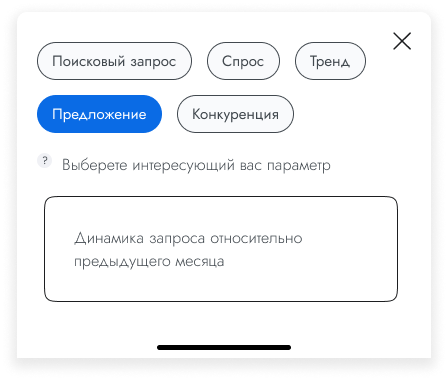 Поисковый запрос
Спрос
Тренд
Предложение
Конкуренция
? Выберете интересующий вас параметр
Динамика запроса относительно
предыдущего месяца